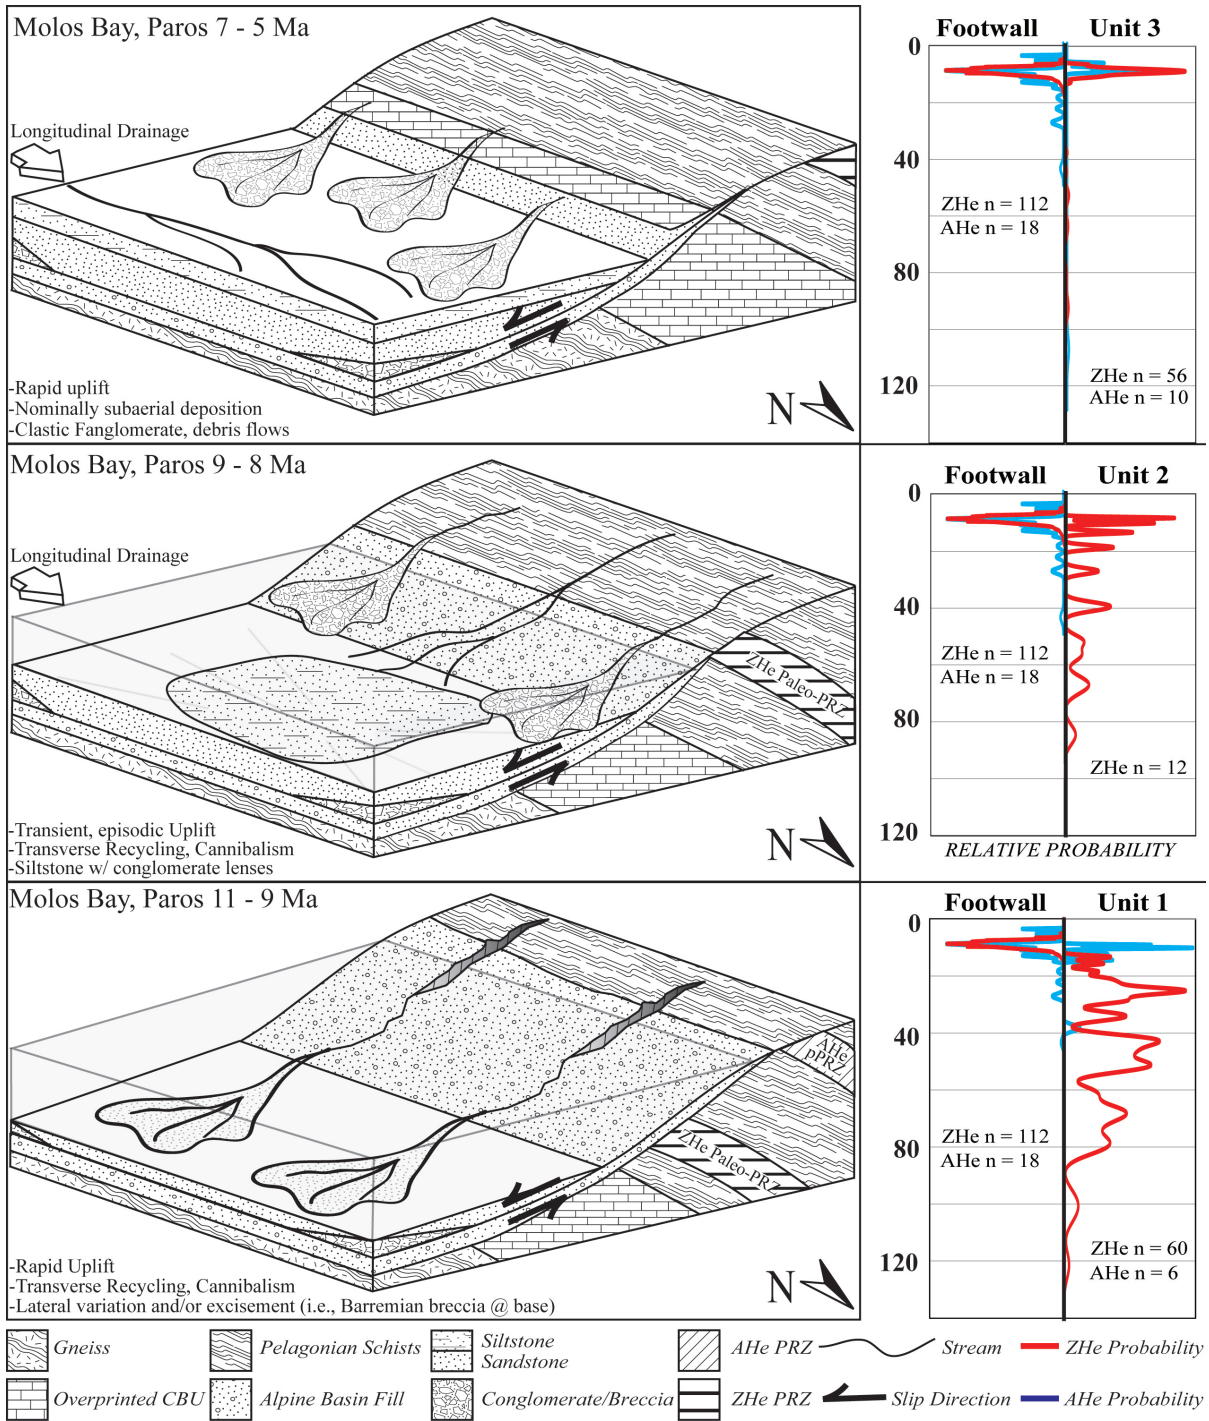 Molos Bay, Paros 7 - 5 Ma
Longitudinal Drainage
-Rapid uplift
-Nominally subaerial deposition
-Clastic Fanglomerate, debris flows
N
Footwall Unit 3
0
40
80
120
ZHe n = 112
AHe n = 18
ZHe n = 56
AHe n = 10
Molos Bay, Paros 9 - 8 Ma
Longitudinal Drainage
ZHe Paleo-PRZ
-Transient, episodic Uplift
-Transverse Recycling, Cannibalism
-Siltstone w/ conglomerate lenses
N
Footwall Unit 2
0
40
80
120
ZHe n = 112
AHe n = 18
ZHe n = 12
RELATIVE PROBABILITY
Molos Bay, Paros 11 - 9 Ma
AHe
pPRZ
ZHe Paleo-PRZ
-Rapid Uplift
-Transverse Recycling, Cannibalism
-Lateral variation and/or excisement (i.e., Barremian breccia @ base)
N
Footwall Unit 1
0
40
80
120
ZHe n = 112
AHe n = 18
ZHe n = 60
AHe n = 6
Gneiss
Pelagonian Schists
Siltstone
Sandstone
AHe PRZ
Stream
ZHe Probability
Overprinted CBU
Alpine Basin Fill
Conglomerate/Breccia
ZHe PRZ
Slip Direction
AHe Probability